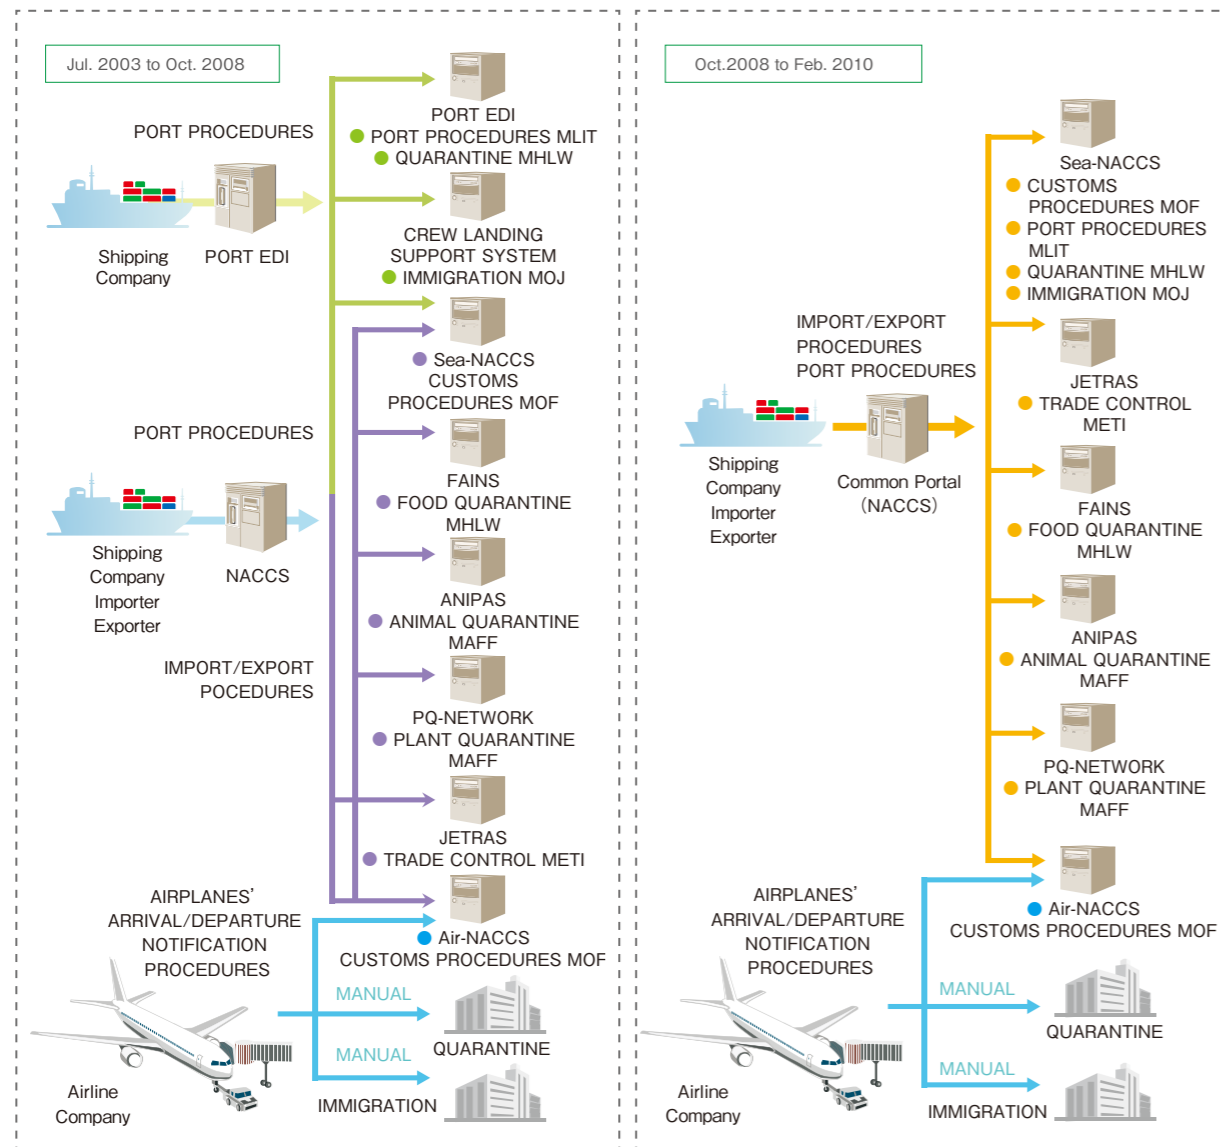 Jul. 2003 to Oct. 2008
PORT PROCEDURES
Shipping
Company
PORT EDI
PORT EDI
PORT PROCEDURES MLIT
QUARANTINE MHLW
CREW LANDING
SUPPORT SYSTEM
IMMIGRATION MOJ
Sea-NACCS
CUSTOMS
PROCEDURES MOF
PORT PROCEDURES
Shipping
Company
Importer
Exporter
NACCS
FAINS
FOOD QUARANTINE
MHLW
ANIPAS
ANIMAL QUARANTINE
MAFF
IMPORT/EXPORT
POCEDURES
PQ-NETWORK
PLANT QUARANTINE
MAFF
JETRAS
TRADE CONTROL METI
AIRPLANES'
ARRIVAL/DEPARTURE
NOTIFICATION
PROCEDURES
Air-NACCS
CUSTOMS PROCEDURES MOF
MANUAL
QUARANTINE
MANUAL
IMMIGRATION
Airline
Company
Oct.2008 to Feb. 2010
Sea-NACCS
CUSTOMS
PROCEDURES MOF
PORT PROCEDURES
MLIT
QUARANTINE MHLW
IMMIGRATION MOJ
IMPORT/EXPORT
PROCEDURES
PORT PROCEDURES
JETRAS
TRADE CONTROL
METI
Shipping
Company
Importer
Exporter
Common Portal
(NACCS)
FAINS
FOOD QUARANTINE
MHLW
ANIPAS
ANIMAL QUARANTINE
MAFF
PQ-NETWORK
PLANT QUARANTINE
MAFF
AIRPLANES'
ARRIVAL/DEPARTURE
NOTIFICATION
PROCEDURES
Air-NACCS
CUSTOMS PROCEDURES MOF
MANUAL
QUARANTINE
MANUAL
IMMIGRATION
Airline
Company